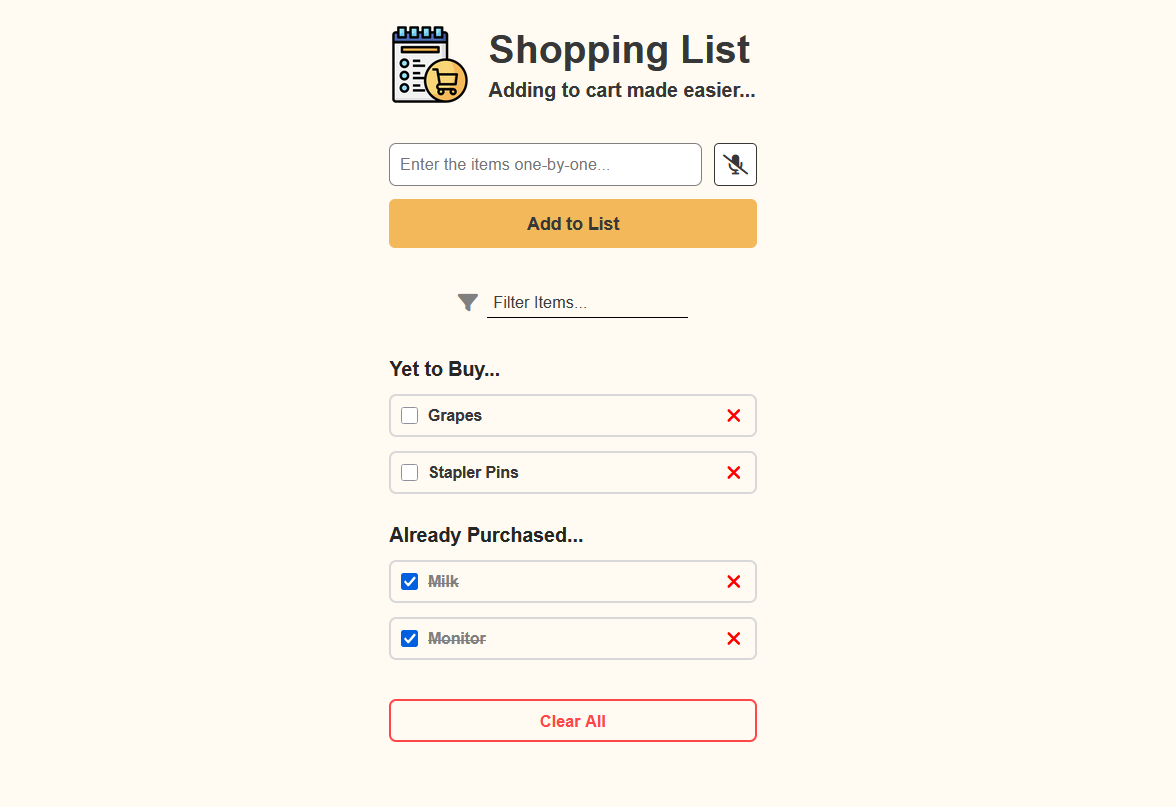 Shopping List
Adding to cart made easier...
Enter the items one-by-one...
Add to List
Filter Items...
Yet to Buy...
Grapes
Stapler Pins
Already Purchased...
Milk
Monitor
Clear All